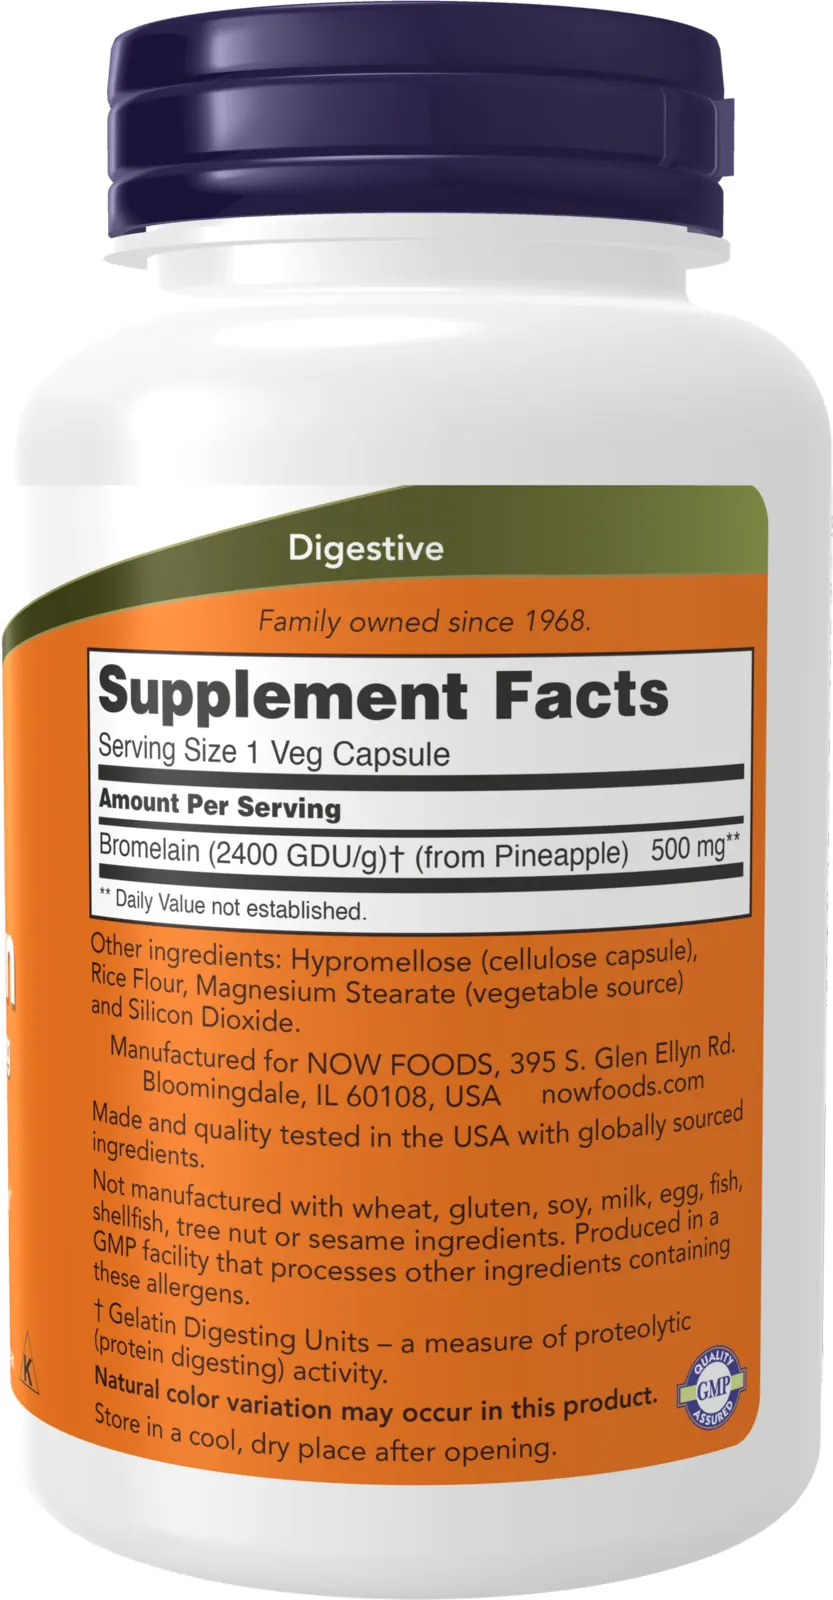 Digestive
Family owned since 1968.
Supplement Facts
Serving Size 1 Veg Capsule
Amount Per Serving
Bromelain (2400 GDU/g)† (from Pineapple) 500 mg**
** Daily Value not established.
Other ingredients: Hypromellose (cellulose capsule),
Rice Flour, Magnesium Stearate (vegetable source)
and Silicon Dioxide.
Manufactured for NOW FOODS, 395 S. Glen Ellyn Rd.
Bloomingdale, IL 60108, USA nowfoods.com
Made and quality tested in the USA with globally sourced
ingredients.
Not manufactured with wheat, gluten, soy, milk, egg, fish,
shellfish, tree nut or sesame ingredients. Produced in a
GMP facility that processes other ingredients containing
these allergens.
† Gelatin Digesting Units – a measure of proteolytic
(protein digesting) activity.
Natural color variation may occur in this product.
Store in a cool, dry place after opening.
QUALITY
GMP
ASSURED
K